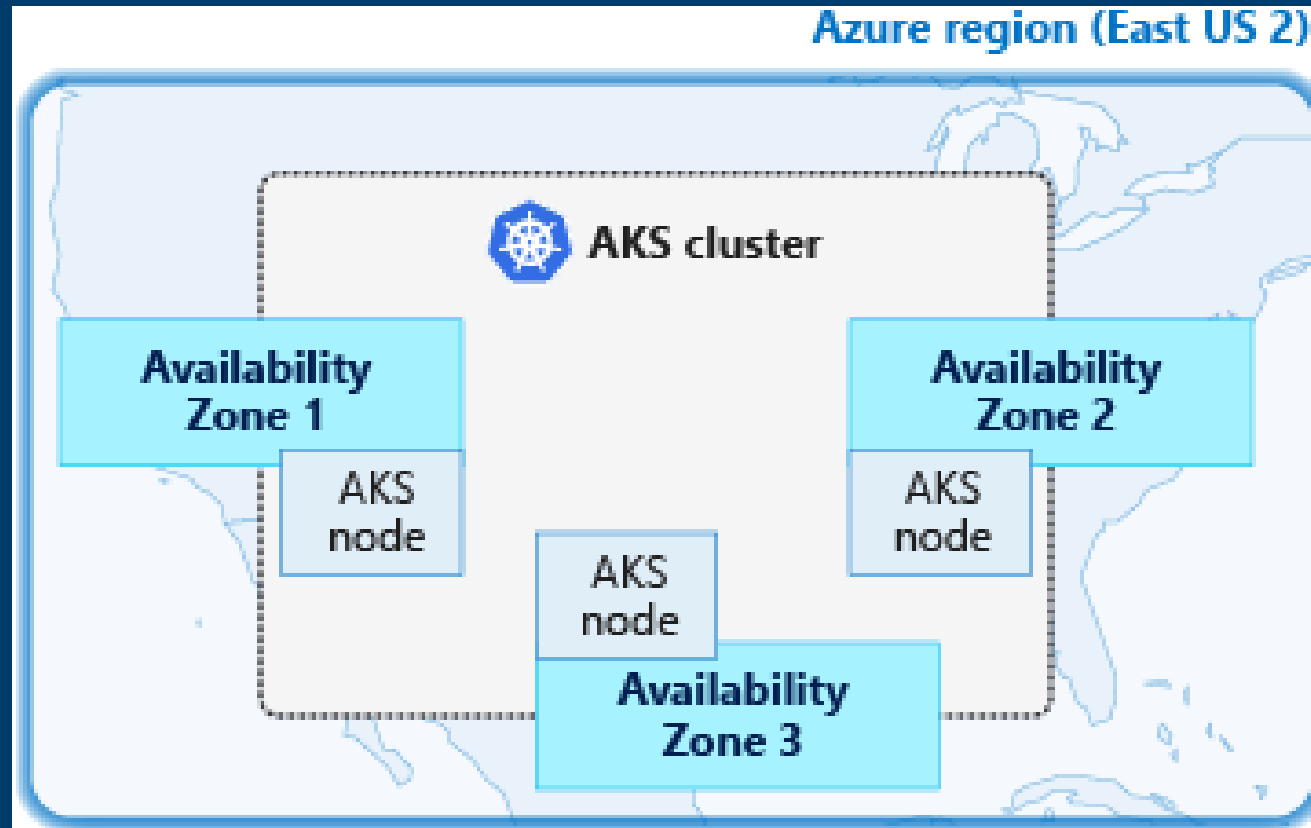 Azure region (East US 2)
AKS cluster
Availability
Zone 1
Availability
Zone 2
AKS
node
AKS
node
AKS
node
Availability
Zone 3